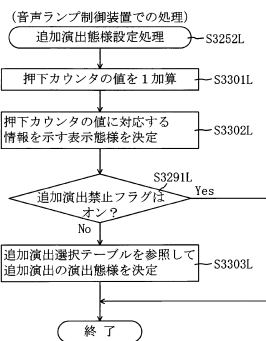 (音声ランプ制御装置での処理)
追加演出態様設定処理
S3252L
押下カウンタの値を1加算
S3301L
押下カウンタの値に対応する
情報を示す表示態様を決定
S3302L
S3291L
追加演出禁止フラグは
オン？
Yes
No
追加演出選択テーブルを参照して
追加演出の演出態様を決定
S3303L
終了